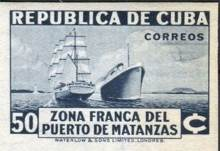 REPUBLICA DE CUBA
CORREOS
50 ¢
ZONA FRANCA DEL
PUERTO DE MATANZAS
WATERLOW & SONS LIMITED, LONDRES.